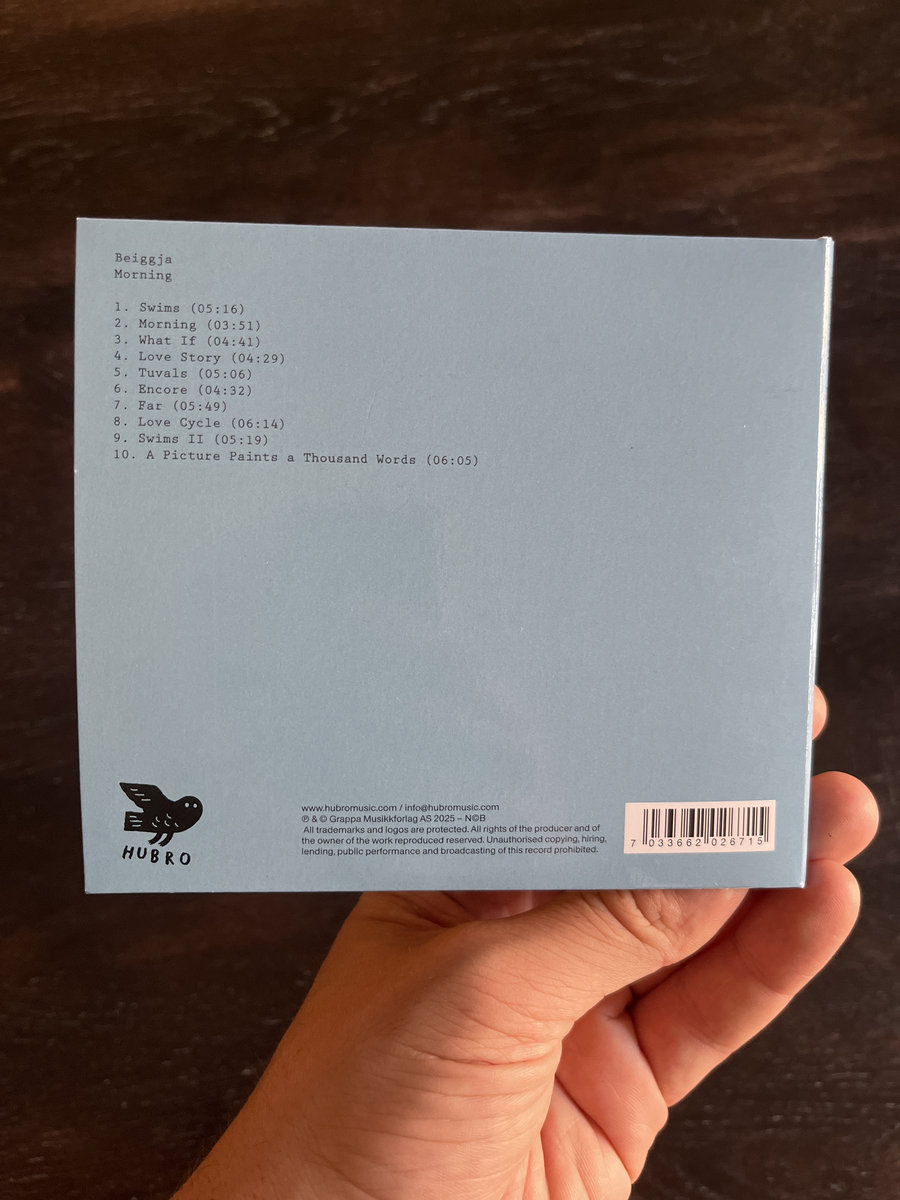 Beiggja
Morning
1. Swims (05:16)
2. Morning (03:51)
3. What If (04:41)
4. Love Story (04:29)
5. Tuvals (05:06)
6. Encore (04:32)
7. Far (05:49)
8. Love Cycle (06:14)
9. Swims II (05:19)
10. A Picture Paints a Thousand Words (06:05)
HUBRO
www.hubromusic.com / info@hubromusic.com
℗ & © Grappa Musikkforlag AS 2025 – N©B
All trademarks and logos are protected. All rights of the producer and of
the owner of the work reproduced reserved. Unauthorised copying, hiring,
lending, public performance and broadcasting of this record prohibited.
7 033662 026715